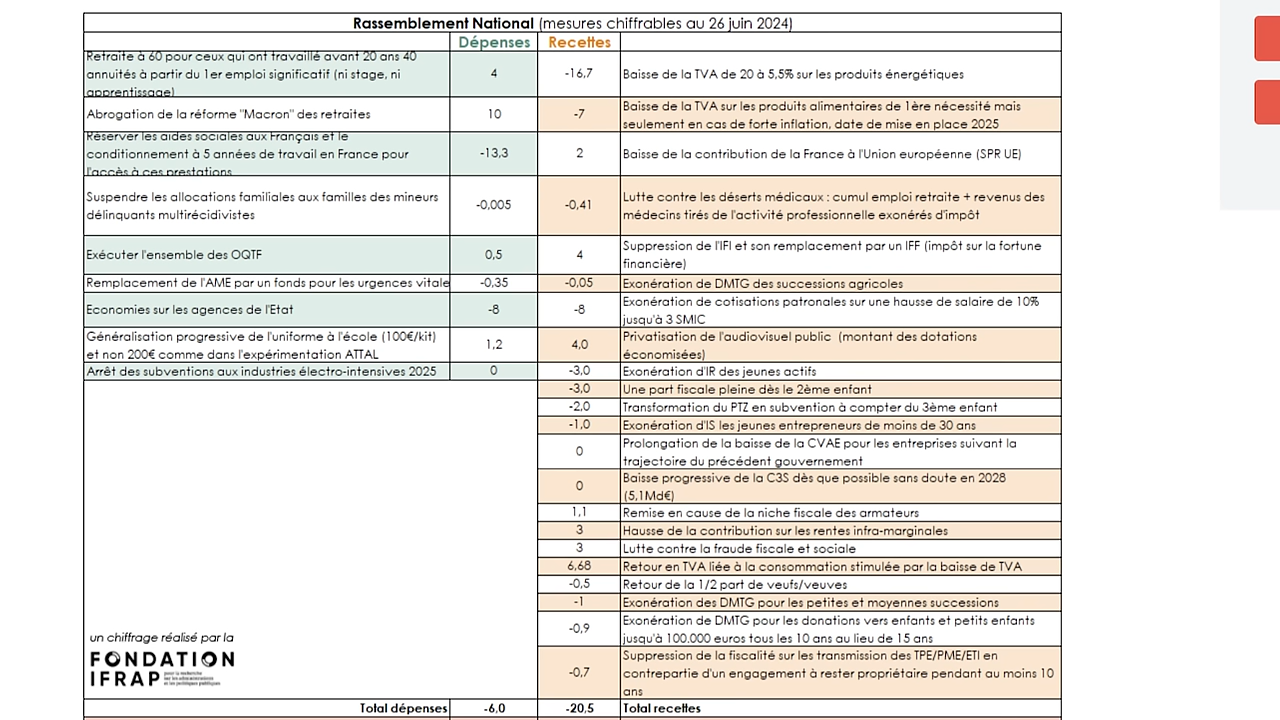 Rassemblement National (mesures chiffrables au 26 juin 2024)
Dépenses Recettes
Retraite à 60 pour ceux qui ont travaillé avant 20 ans 40
annuités à partir du 1er emploi significatif (ni stage, ni
apprentissage)
4
-16,7
Baisse de la TVA de 20 à 5,5% sur les produits énergétiques
Abrogation de la réforme "Macron" des retraites
10
-7
Baisse de la TVA sur les produits alimentaires de 1ère nécessité mais
seulement en cas de forte inflation, date de mise en place 2025
Réserver les aides sociales aux Français et le
conditionnement à 5 années de travail en France pour
l'accès à ces prestations
-13,3
2
Baisse de la contribution de la France à l'Union européenne (SPR UE)
Suspendre les allocations familiales aux familles des mineurs
délinquants multirécidivistes
-0,005
-0,41
Lutte contre les déserts médicaux : cumul emploi retraite + revenus des
médecins tirés de l'activité professionnelle exonérés d'impôt
Exécuter l'ensemble des OQTF
0,5
4
Suppression de l'IFI et son remplacement par un IFF (impôt sur la fortune
financière)
Remplacement de l'AME par un fonds pour les urgences vitale
-0,35
-0,05
Exonération de DMTG des successions agricoles
Economies sur les agences de l'Etat
-8
-8
Exonération de cotisations patronales sur une hausse de salaire de 10%
jusqu'à 3 SMIC
Généralisation progressive de l'uniforme à l'école (100€/kit)
et non 200€ comme dans l'expérimentation ATTAL
1,2
4,0
Privatisation de l'audiovisuel public (montant des dotations
économisées)
Arrêt des subventions aux industries électro-intensives 2025
0
-3,0
Exonération d'IR des jeunes actifs
-3,0
Une part fiscale pleine dès le 2ème enfant
-2,0
Transformation du PTZ en subvention à compter du 3ème enfant
-1,0
Exonération d'IS les jeunes entrepreneurs de moins de 30 ans
0
Prolongation de la baisse de la CVAE pour les entreprises suivant la
trajectoire du précédent gouvernement
0
Baisse progressive de la C3S dès que possible sans doute en 2028
(5,1Md€)
1,1
Remise en cause de la niche fiscale des armateurs
3
Hausse de la contribution sur les rentes infra-marginales
3
Lutte contre la fraude fiscale et sociale
6,68
Retour en TVA liée à la consommation stimulée par la baisse de TVA
-0,5
Retour de la 1/2 part de veufs/veuves
-1
Exonération des DMTG pour les petites et moyennes successions
-0,9
Exonération de DMTG pour les donations vers enfants et petits enfants
jusqu'à 100.000 euros tous les 10 ans au lieu de 15 ans
-0,7
Suppression de la fiscalité sur les transmission des TPE/PME/ETI en
contrepartie d'un engagement à rester propriétaire pendant au moins 10
ans
un chiffrage réalisé par la
FONDATION
IFRAP
pour la recherche
sur les administrations
et les politiques publiques
Total dépenses
-6,0
-20,5
Total recettes